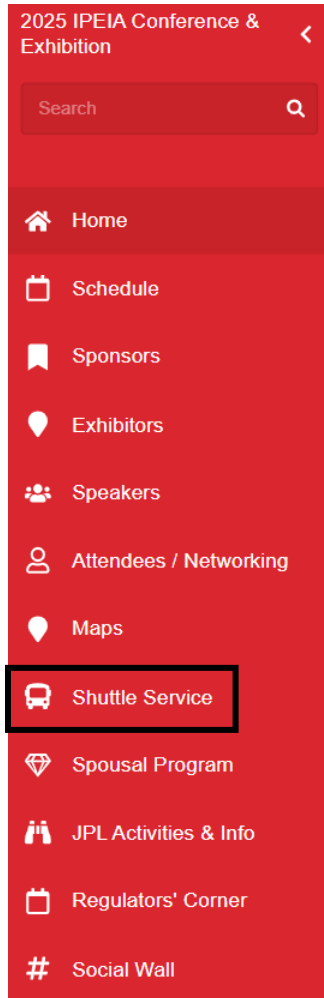 2025 IPEIA Conference &
Exhibition
Search
Home
Schedule
Sponsors
Exhibitors
Speakers
Attendees / Networking
Maps
Shuttle Service
Spousal Program
JPL Activities & Info
Regulators' Corner
Social Wall